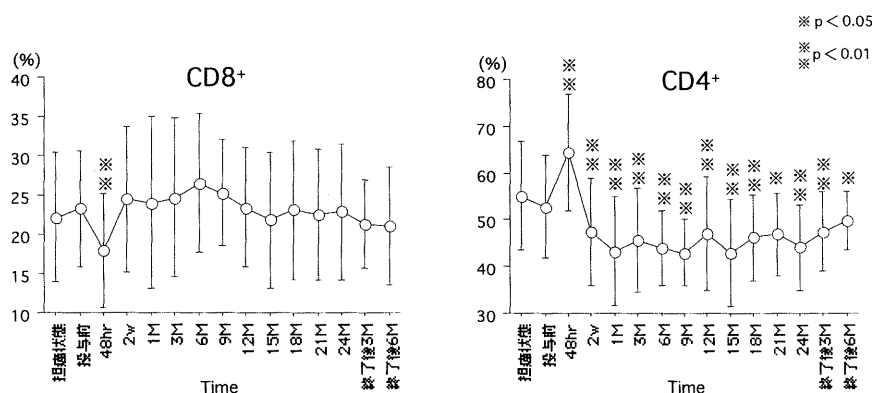 ※ p < 0.05
※※ p < 0.01
(%)
CD8+
40
35
30
25
20
15
10
※※
担癌状態
投与前
48hr
2w
1M
3M
6M
9M
12M
15M
18M
21M
24M
終了後3M
終了後6M
Time
(%)
CD4+
80
70
60
50
40
30
※※
※※
※※
※※
※※
※※
※※
※※
※※
※
※※
※※
※
担癌状態
投与前
48hr
2w
1M
3M
6M
9M
12M
15M
18M
21M
24M
終了後3M
終了後6M
Time